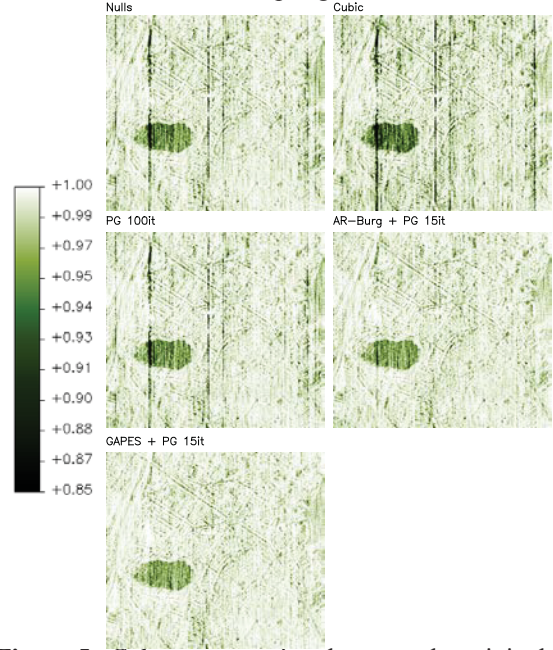 Nulls
Cubic
PG 100it
AR-Burg + PG 15it
+1.00
+0.99
+0.97
+0.95
+0.94
+0.93
+0.91
+0.90
+0.88
+0.87
+0.85
GAPES + PG 15it